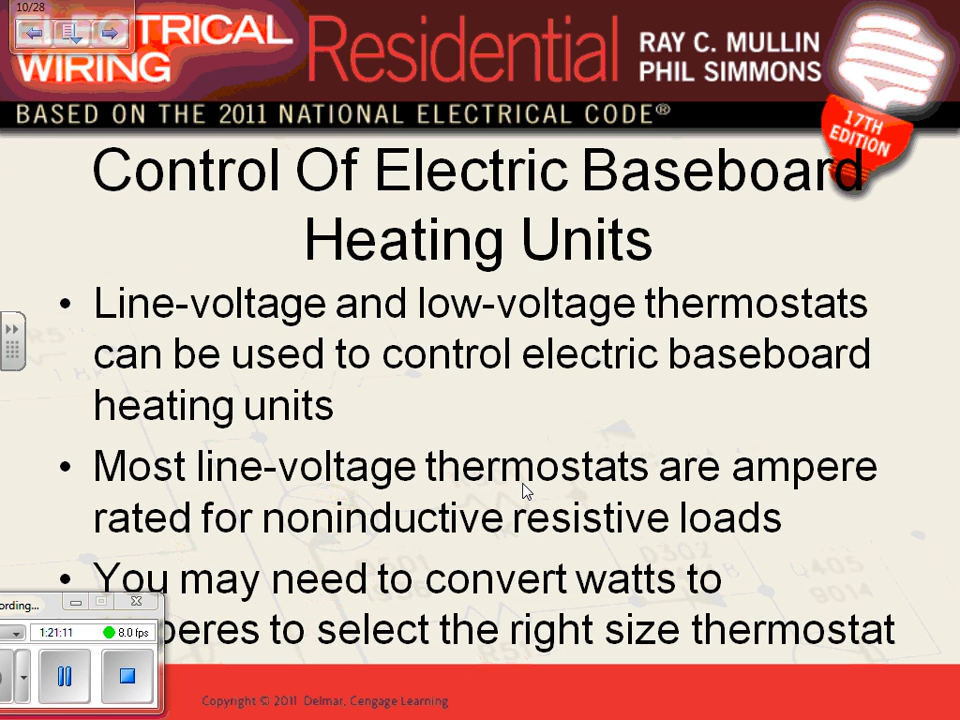 10/28
TRICAL
WIRING
Residential
RAY C. MULLIN
PHIL SIMMONS
BASED ON THE 2011 NATIONAL ELECTRICAL CODE®
17TH
EDITION
Control Of Electric Baseboard
Heating Units
• Line-voltage and low-voltage thermostats
can be used to control electric baseboard
heating units
• Most line-voltage thermostats are ampere
rated for noninductive resistive loads
• You may need to convert watts to
peres to select the right size thermostat
ording...
1:21:11
8.0 fps
Copyright © 2011 Delmar, Cengage Learning